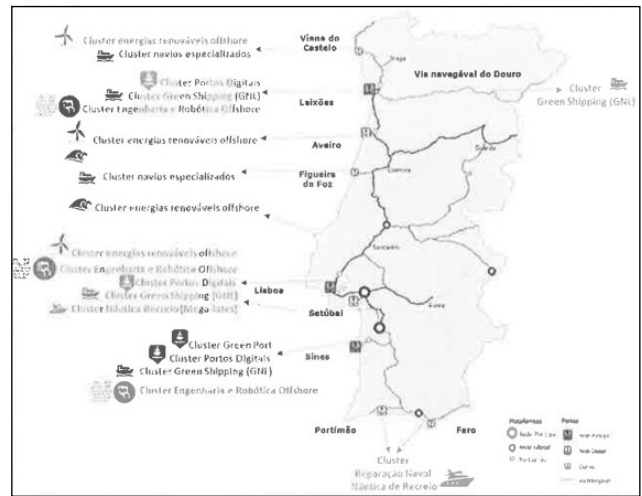 Cluster energias renováveis offshore
Cluster navios especializados
Viana do
Castelo
Braga
Via navegável do Douro
Cluster
Green Shipping (GNL)
Cluster Portos Digitais
Cluster Green Shipping (GNL)
Cluster Engenharia e Robótica Offshore
Leixões
Cluster energias renováveis offshore
Aveiro
Guarda
Cluster navios especializados
Figueira
da Foz
Coimbra
Cluster energias renováveis offshore
Santarém
Cluster energias renováveis offshore
Cluster Engenharia e Robótica Offshore
Cluster Portos Digitais
Cluster Green Shipping (GNL)
Cluster Náutica Recreio (Mega-Iates)
Lisboa
Setúbal
Évora
Cluster Green Port
Cluster Portos Digitais
Cluster Green Shipping (GNL)
Cluster Engenharia e Robótica Offshore
Sines
Portimão
Faro
Cluster
Reparação Naval
Náutica de Recreio
Plataformas
Portos
Rede Global
Via Navegável